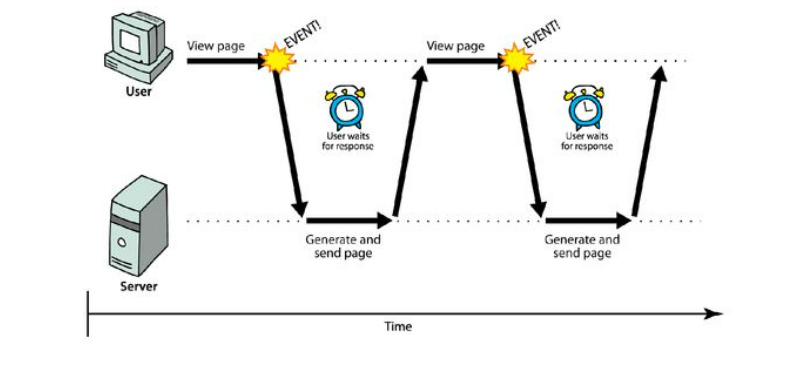 View page
EVENT!
View page
EVENT!
User
User waits
for response
User waits
for response
Generate and
send page
Generate and
send page
Server
Time